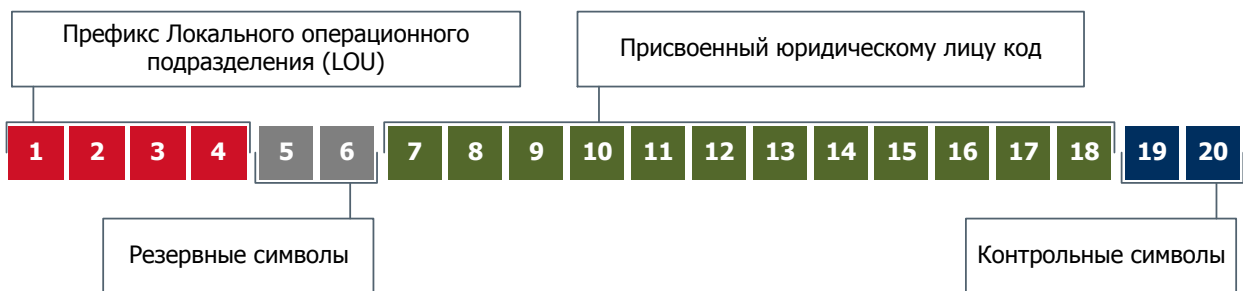 Префикс Локального операционного
подразделения (LOU)
Присвоенный юридическому лицу код
1 2 3 4 5 6 7 8 9 10 11 12 13 14 15 16 17 18 19 20
Резервные символы
Контрольные символы